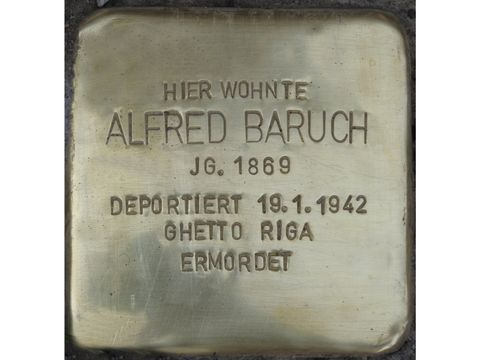 HIER WOHNTE
ALFRED BARUCH
JG. 1869
DEPORTIERT 19.1.1942
GHETTO RIGA
ERMORDET